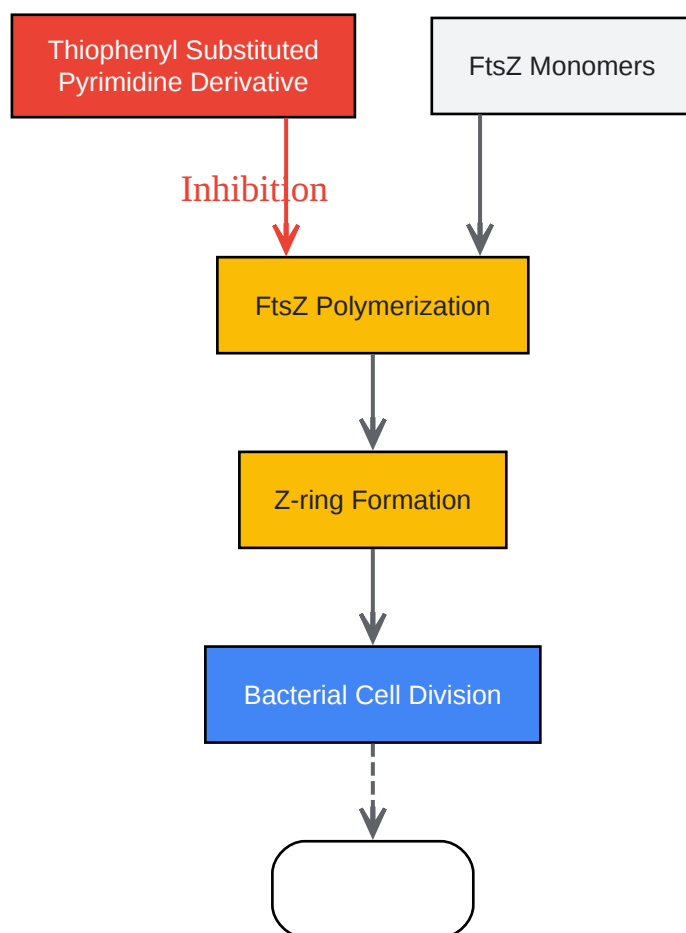 Thiophenyl Substituted
Pyrimidine Derivative
FtsZ Monomers
Inhibition
FtsZ Polymerization
Z-ring Formation
Bacterial Cell Division